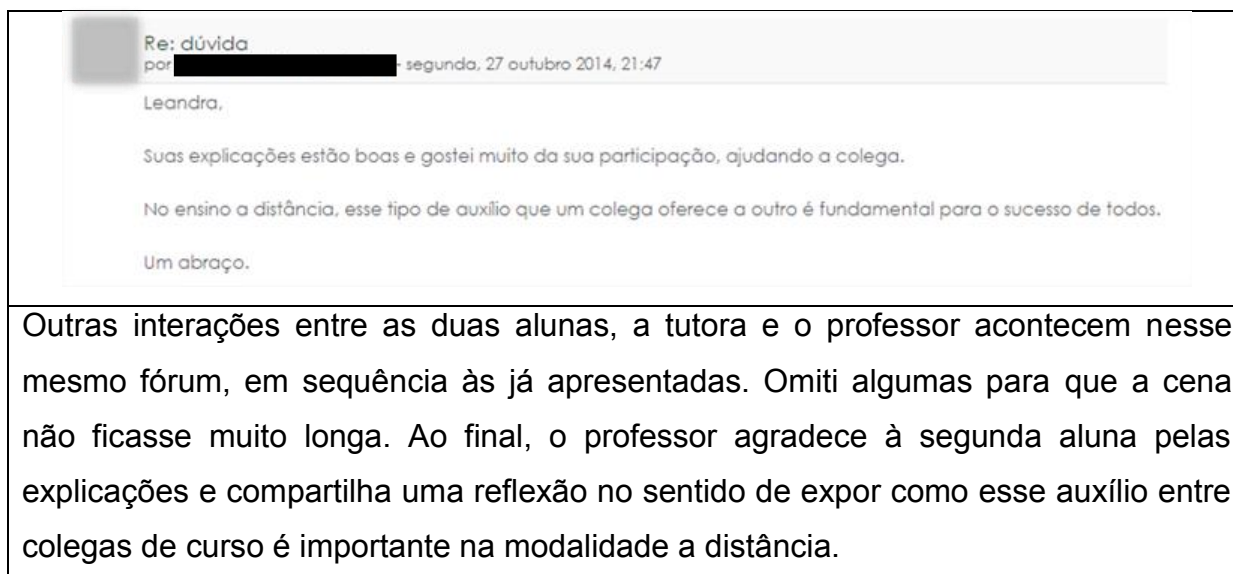 Re: dúvida
por - segunda, 27 outubro 2014, 21:47
Leandra,
Suas explicações estão boas e gostei muito da sua participação, ajudando a colega.
No ensino a distância, esse tipo de auxílio que um colega oferece a outro é fundamental para o sucesso de todos.
Um abraço.
Outras interações entre as duas alunas, a tutora e o professor acontecem nesse
mesmo fórum, em sequência às já apresentadas. Omiti algumas para que a cena
não ficasse muito longa. Ao final, o professor agradece à segunda aluna pelas
explicações e compartilha uma reflexão no sentido de expor como esse auxílio entre
colegas de curso é importante na modalidade a distância.